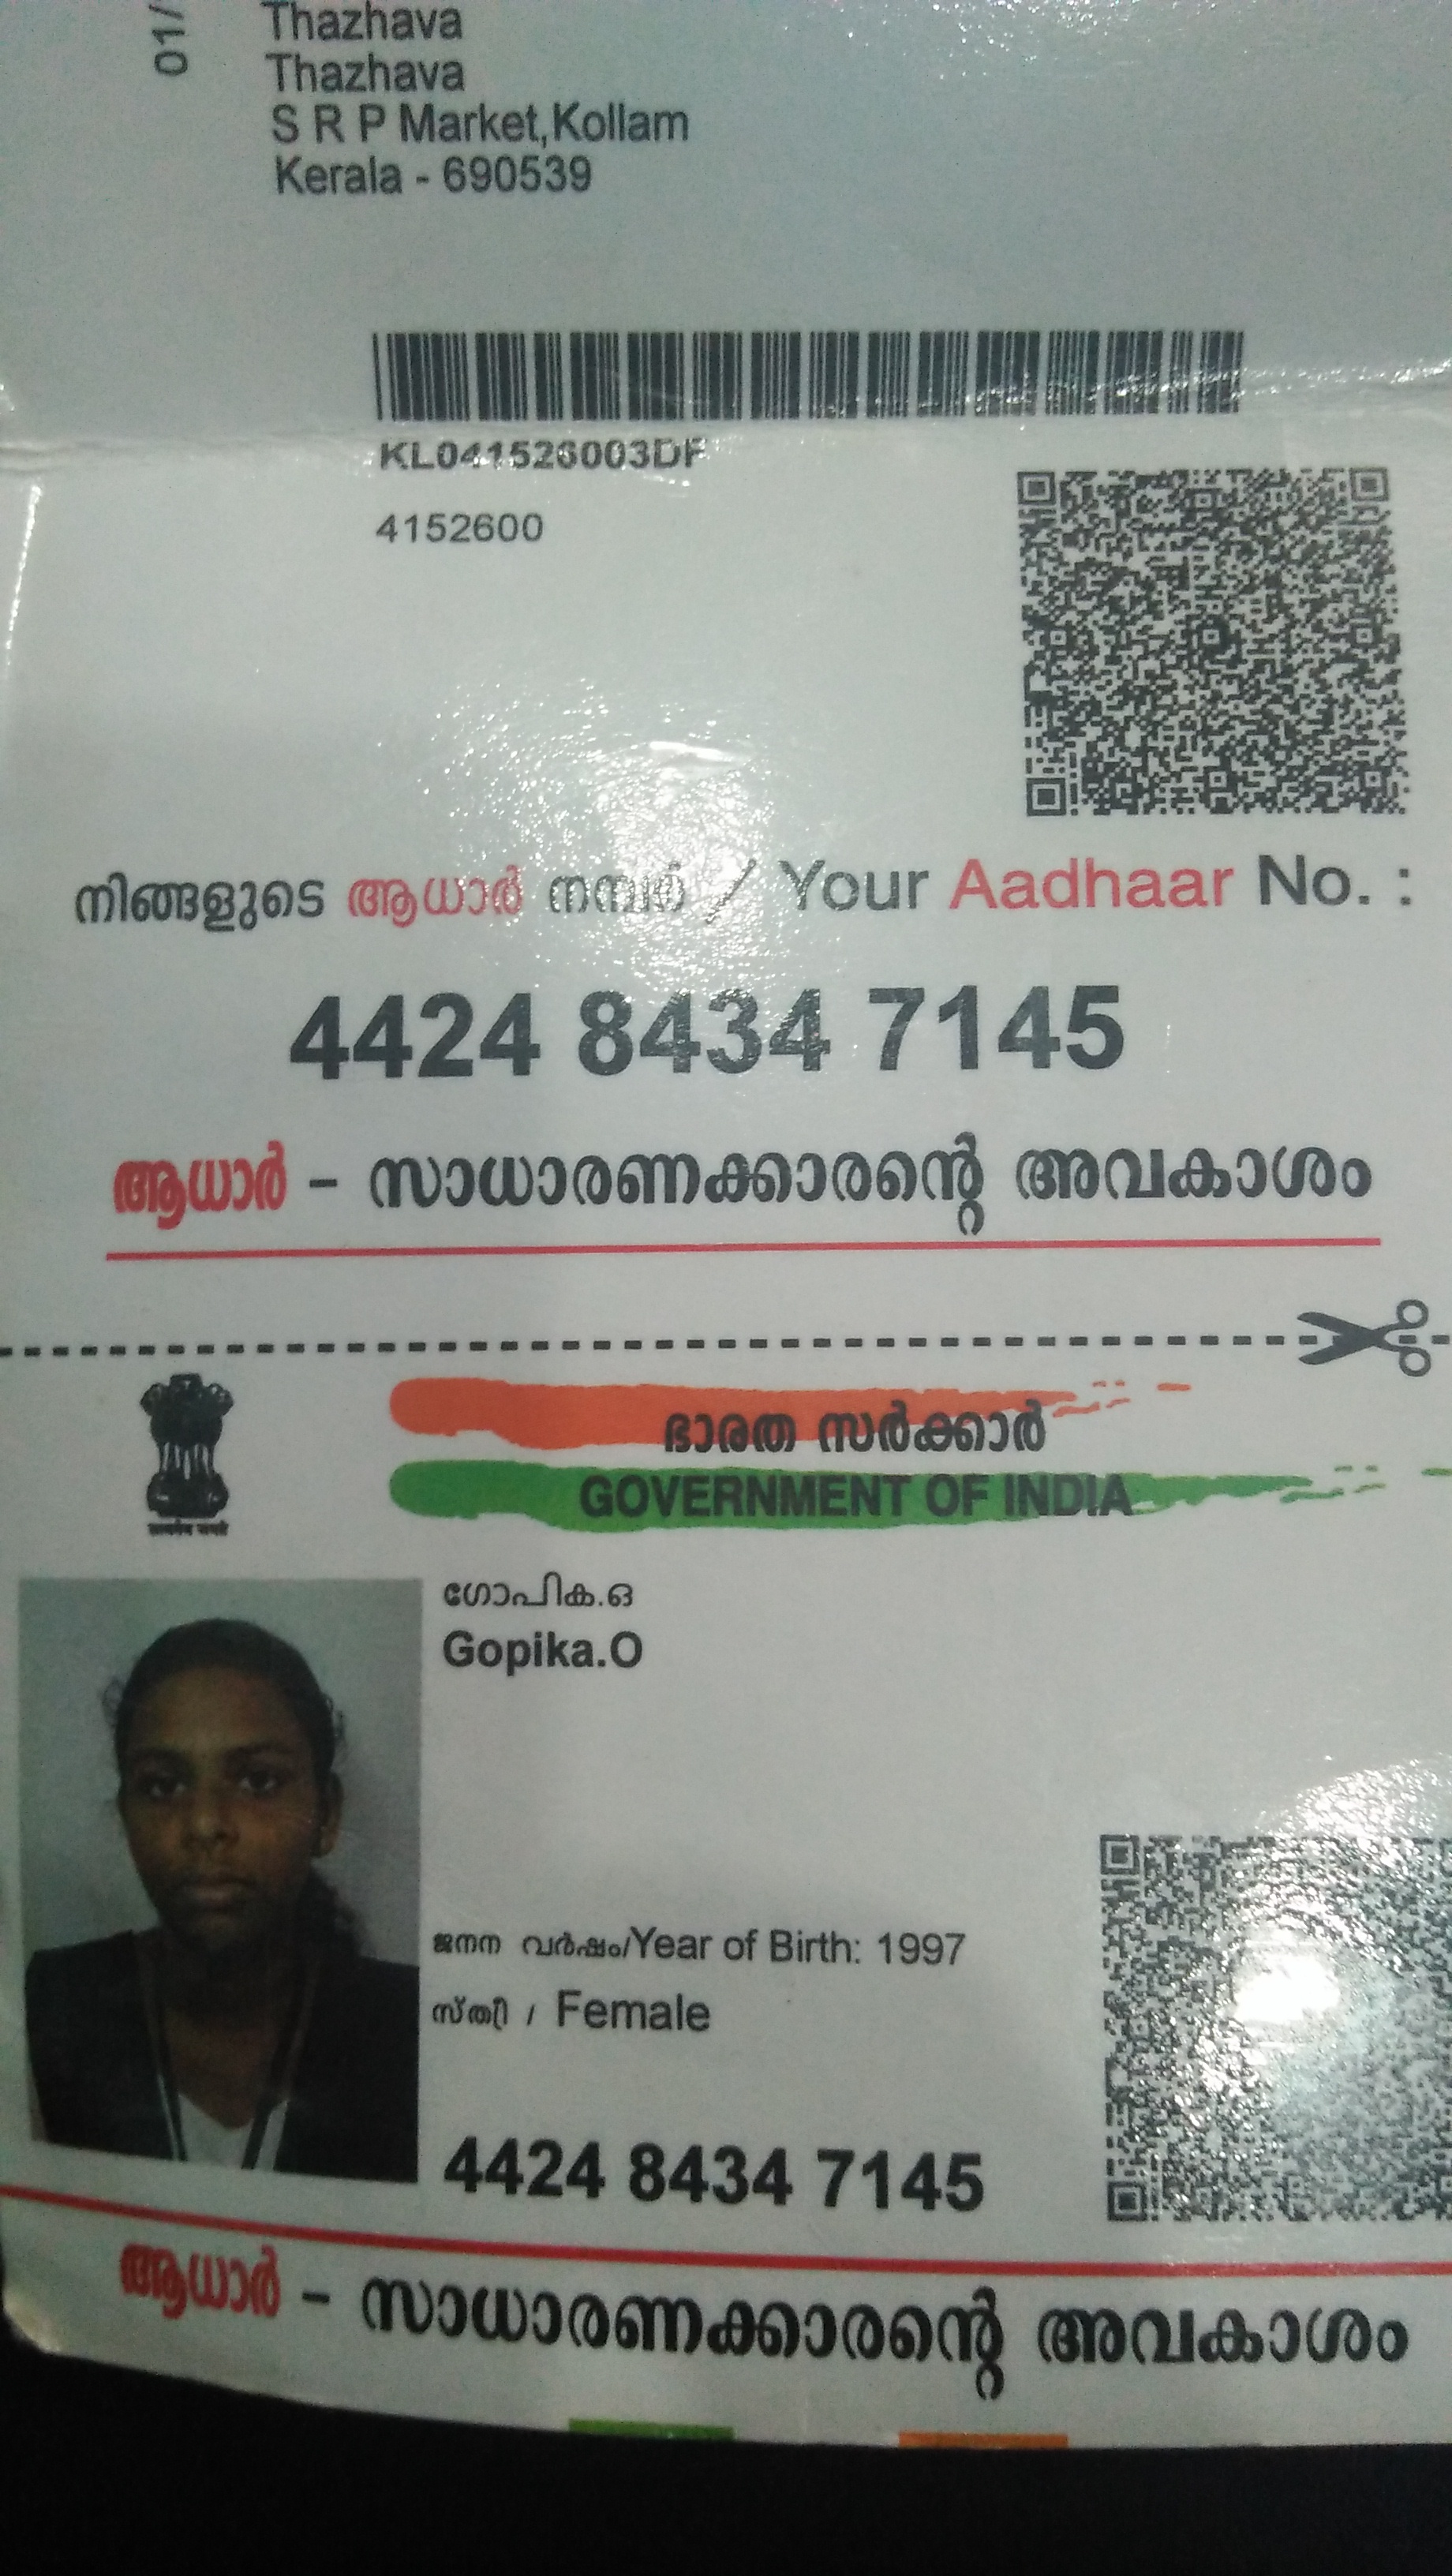 01/
Thazhava
Thazhava
S R P Market,Kollam
Kerala - 690539
KL041526003DF
4152600
നിങ്ങളുടെ ആധാർ നമ്പർ / Your Aadhaar No. :
4424 8434 7145
ആധാർ – സാധാരണക്കാരന്റെ അവകാശം
ഭാരത സർക്കാർ
GOVERNMENT OF INDIA
ഗോപിക.ഒ
Gopika.O
ജനന വർഷം/Year of Birth: 1997
സ്ത്രീ / Female
4424 8434 7145
ആധാർ – സാധാരണക്കാരന്റെ അവകാശം